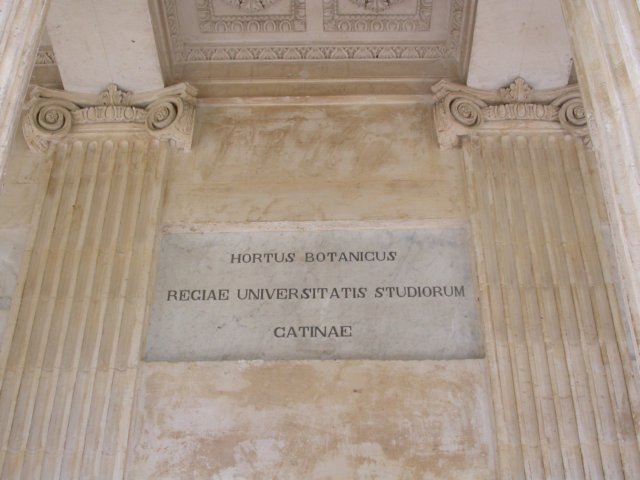 HORTUS BOTANICUS
REGIAE UNIVERSITATIS STUDIORUM
CATINAE